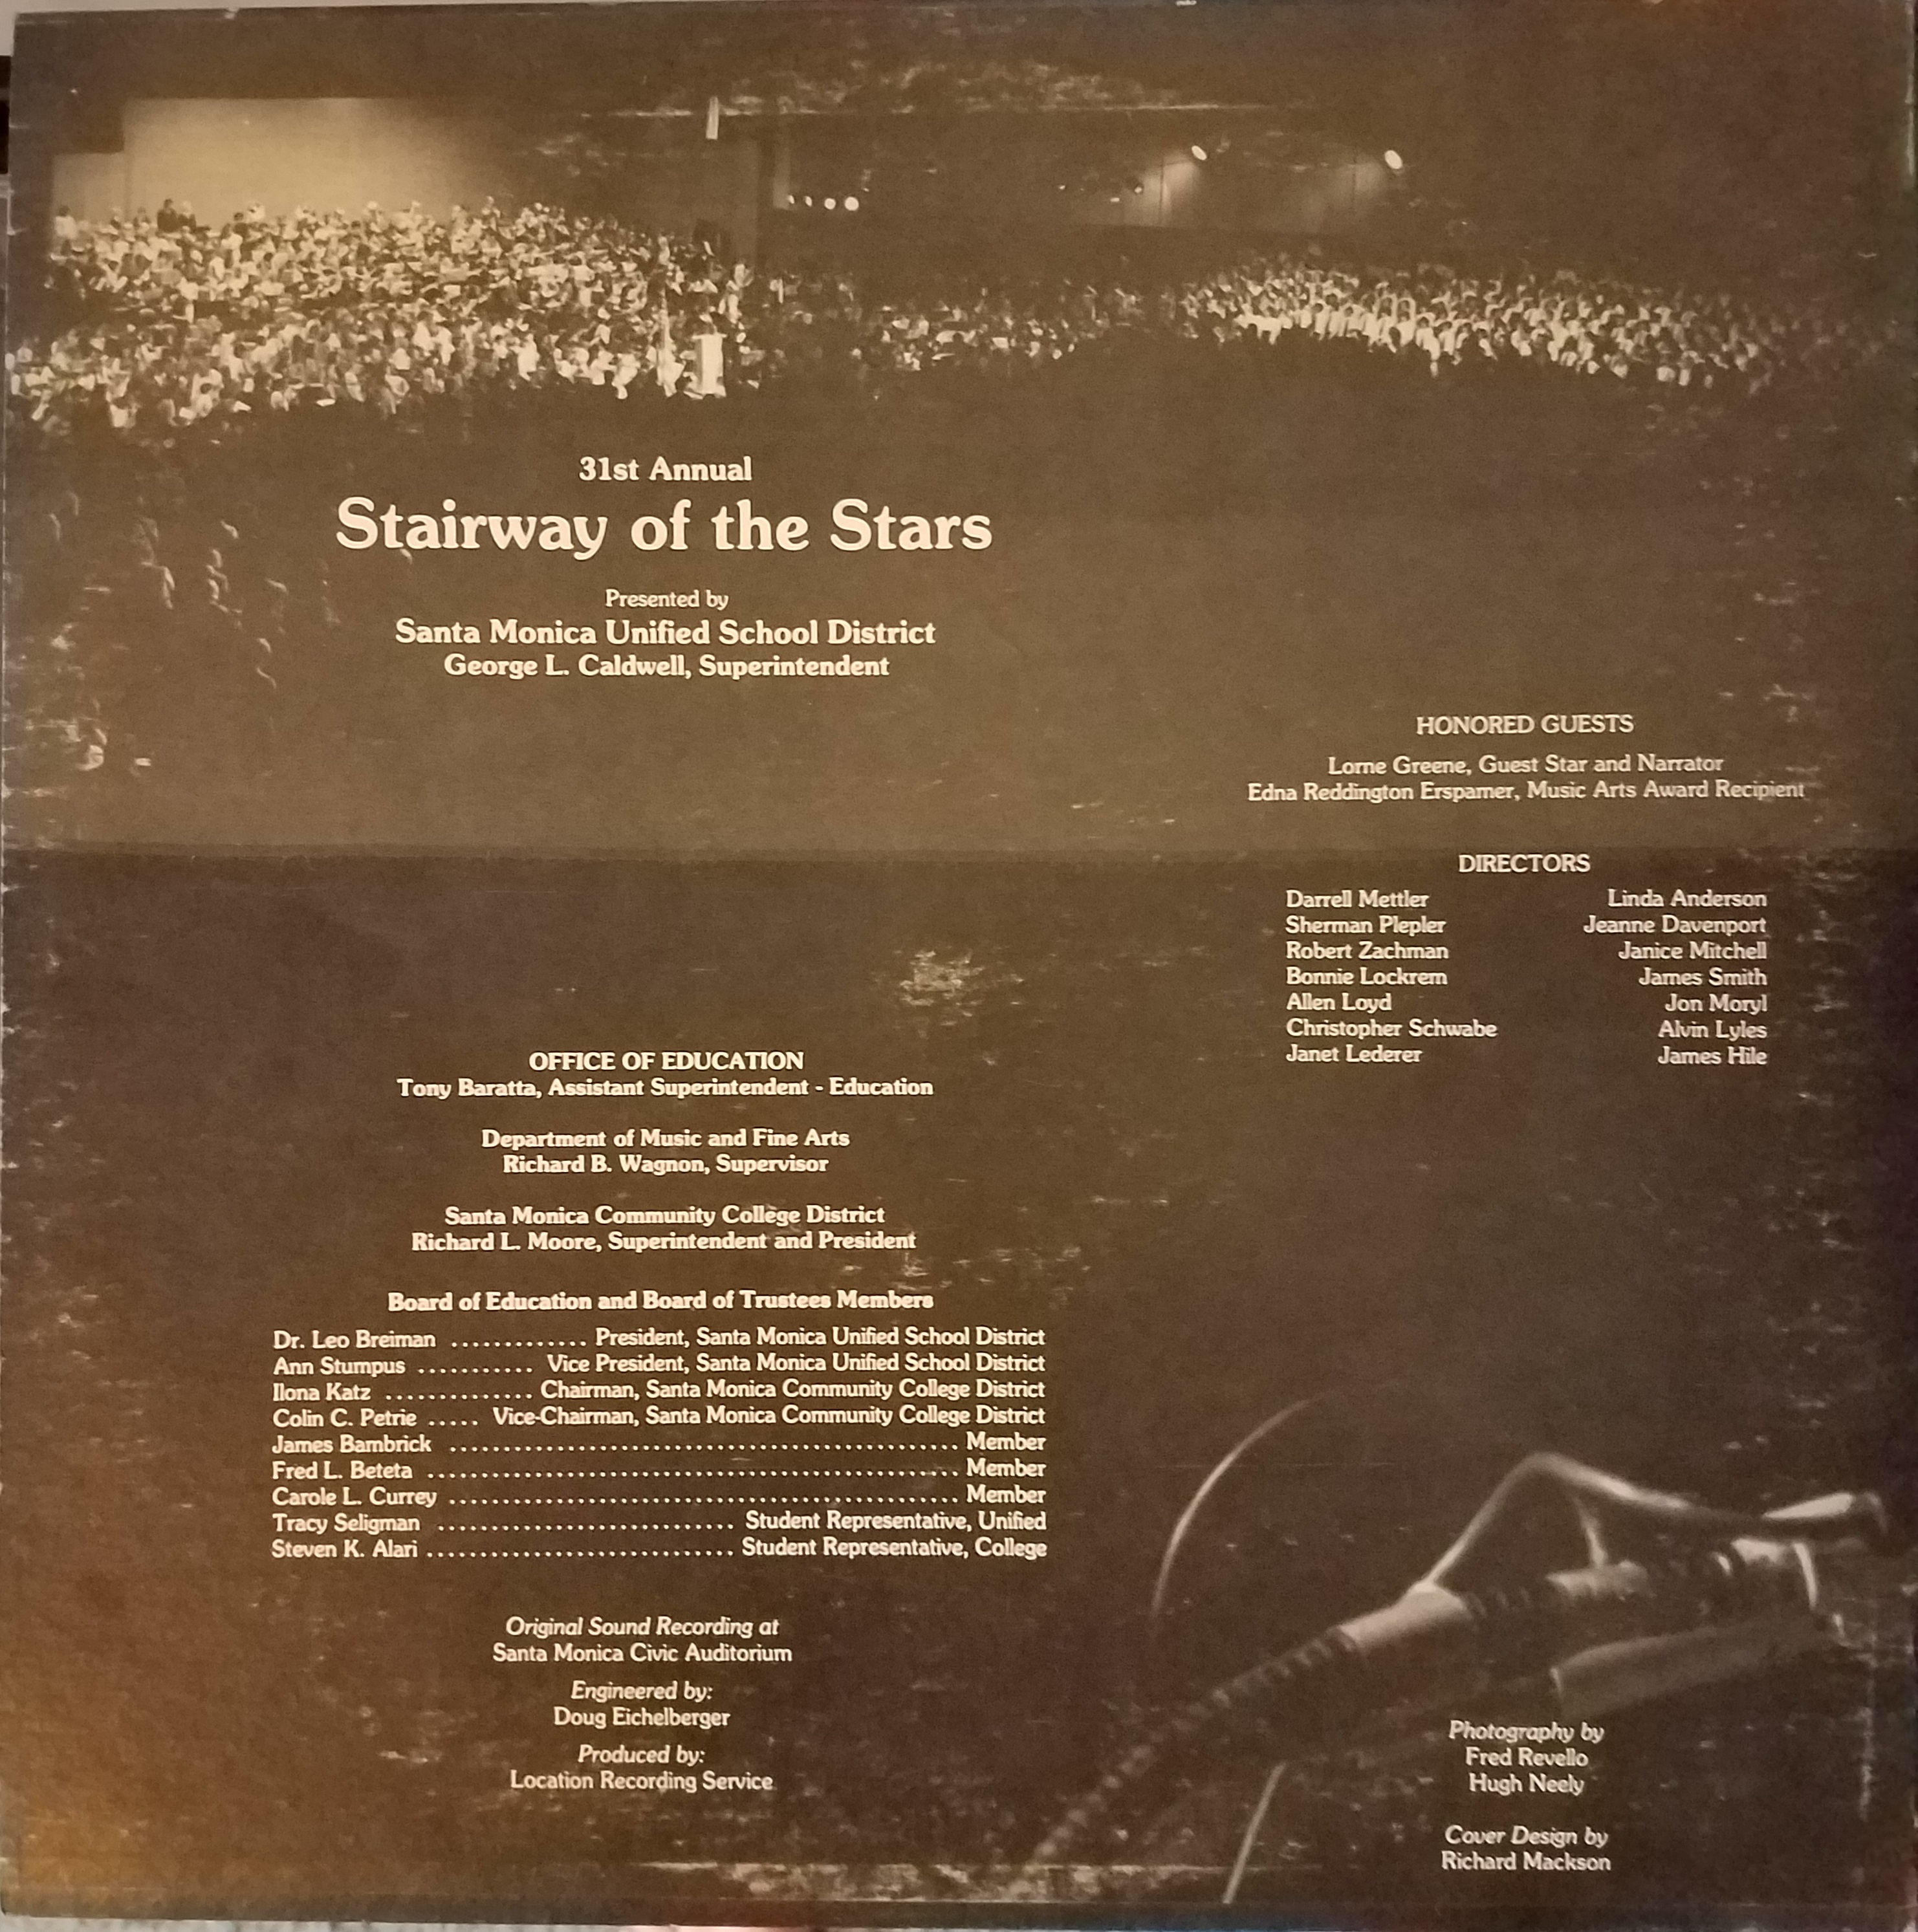 31st Annual
Stairway of the Stars
Presented by
Santa Monica Unified School District
George L. Caldwell, Superintendent
HONORED GUESTS
Lorne Greene, Guest Star and Narrator
Edna Reddington Erspamer, Music Arts Award Recipient
DIRECTORS
Darrell Mettler Linda Anderson
Sherman Plepler Jeanne Davenport
Robert Zachman Janice Mitchell
Bonnie Lockrem James Smith
Allen Loyd Jon Moryl
Christopher Schwabe Alvin Lyles
Janet Lederer James Hile
OFFICE OF EDUCATION
Tony Baratta, Assistant Superintendent - Education
Department of Music and Fine Arts
Richard B. Wagnon, Supervisor
Santa Monica Community College District
Richard L. Moore, Superintendent and President
Board of Education and Board of Trustees Members
Dr. Leo Breiman ............. President, Santa Monica Unified School District
Ann Stumpus ........... Vice President, Santa Monica Unified School District
Ilona Katz .............. Chairman, Santa Monica Community College District
Colin C. Petrie ..... Vice-Chairman, Santa Monica Community College District
James Bambrick ................................................ Member
Fred L. Beteta .................................................. Member
Carole L. Currey ................................................ Member
Tracy Seligman ............................ Student Representative, Unified
Steven K. Alari ............................. Student Representative, College
Original Sound Recording at
Santa Monica Civic Auditorium
Engineered by:
Doug Eichelberger
Produced by:
Location Recording Service
Photography by
Fred Revello
Hugh Neely
Cover Design by
Richard Mackson